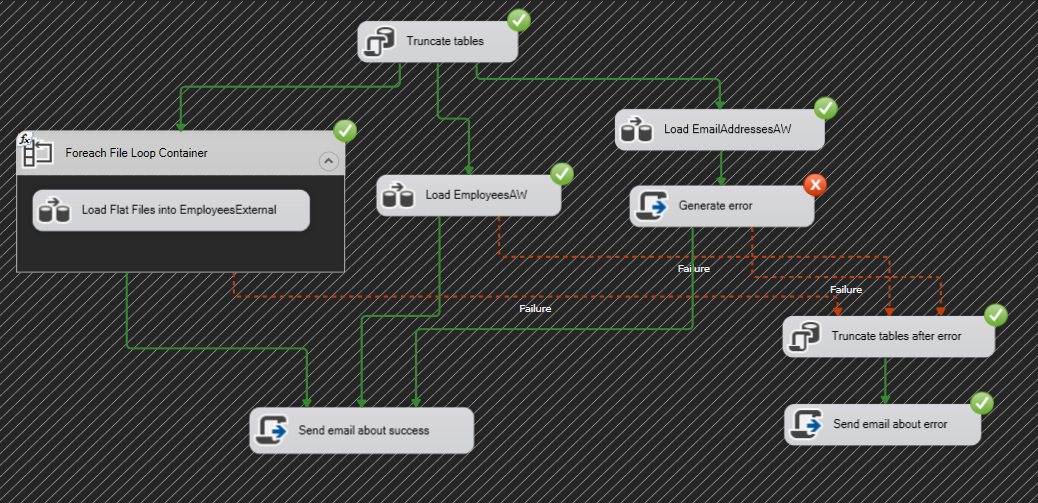 Truncate tables
Load EmailAddressesAW
fx
Foreach File Loop Container
Load EmployeesAW
Generate error
Load Flat Files into EmployeesExternal
Failure
Failure
Failure
Truncate tables after error
Send email about success
Send email about error